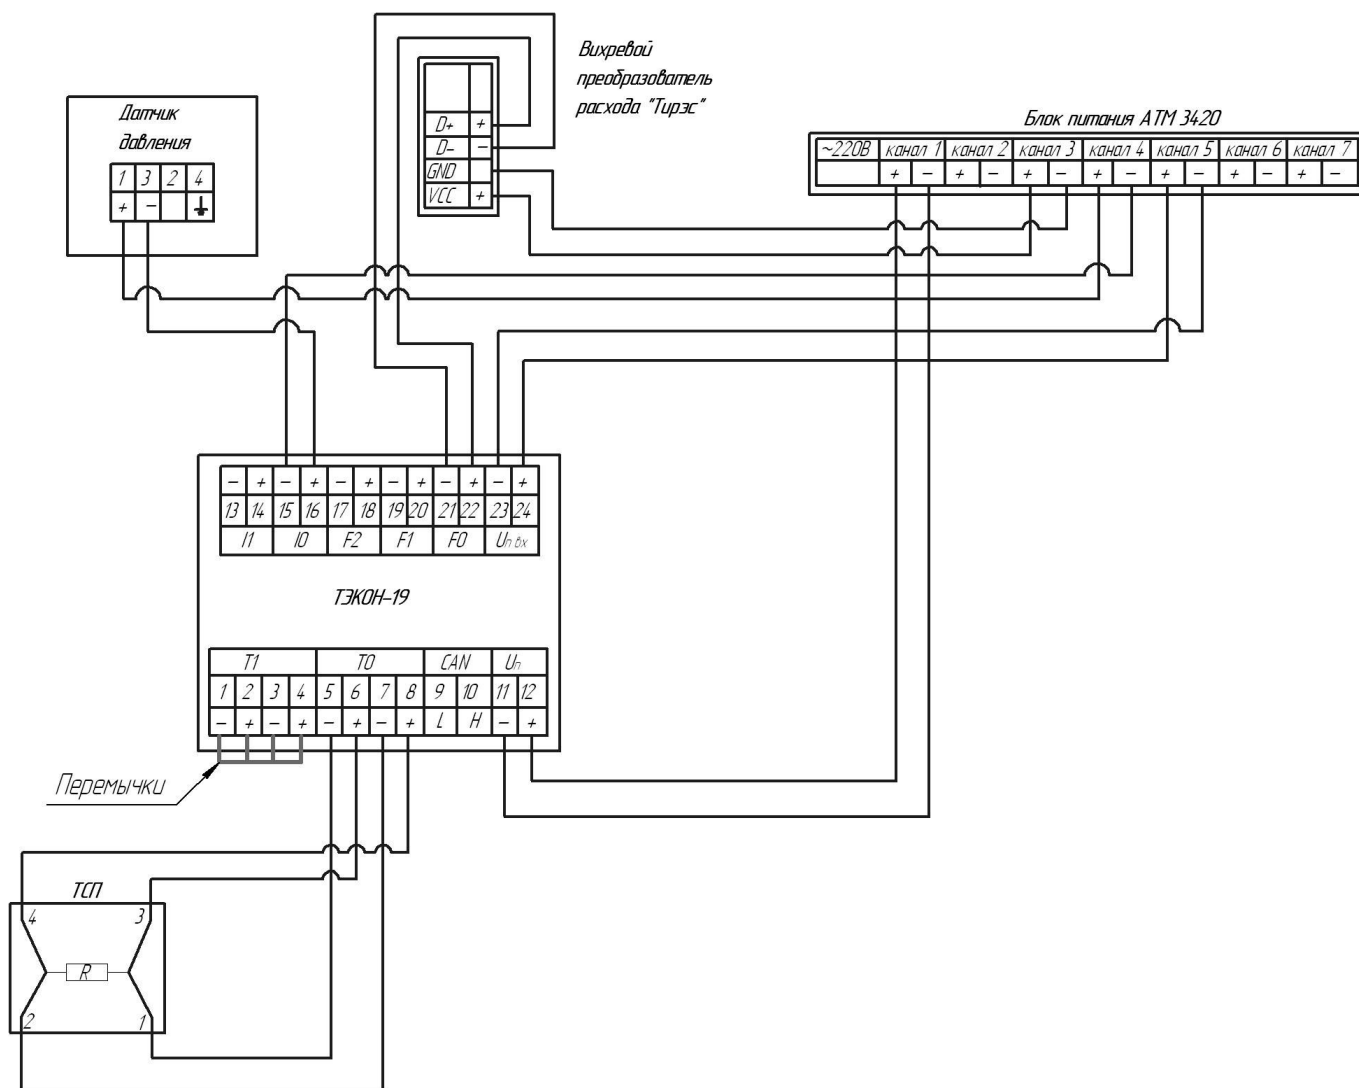 Вихревой
преобразователь
расхода "Тирэс"
Датчик
давления
1 3 2 4
+ −
D+ +
D- −
GND
VCC +
Блок питания АТМ 3420
~220В канал 1 канал 2 канал 3 канал 4 канал 5 канал 6 канал 7
+ − + − + − + − + − + − + −
− + − + − + − + − + − +
13 14 15 16 17 18 19 20 21 22 23 24
I1 I0 F2 F1 F0 Uп.вх
ТЭКОН-19
T1 T0 CAN Uп
1 2 3 4 5 6 7 8 9 10 11 12
− + − + − + − + L H − +
Перемычки
ТСП
4 3
R
2 1